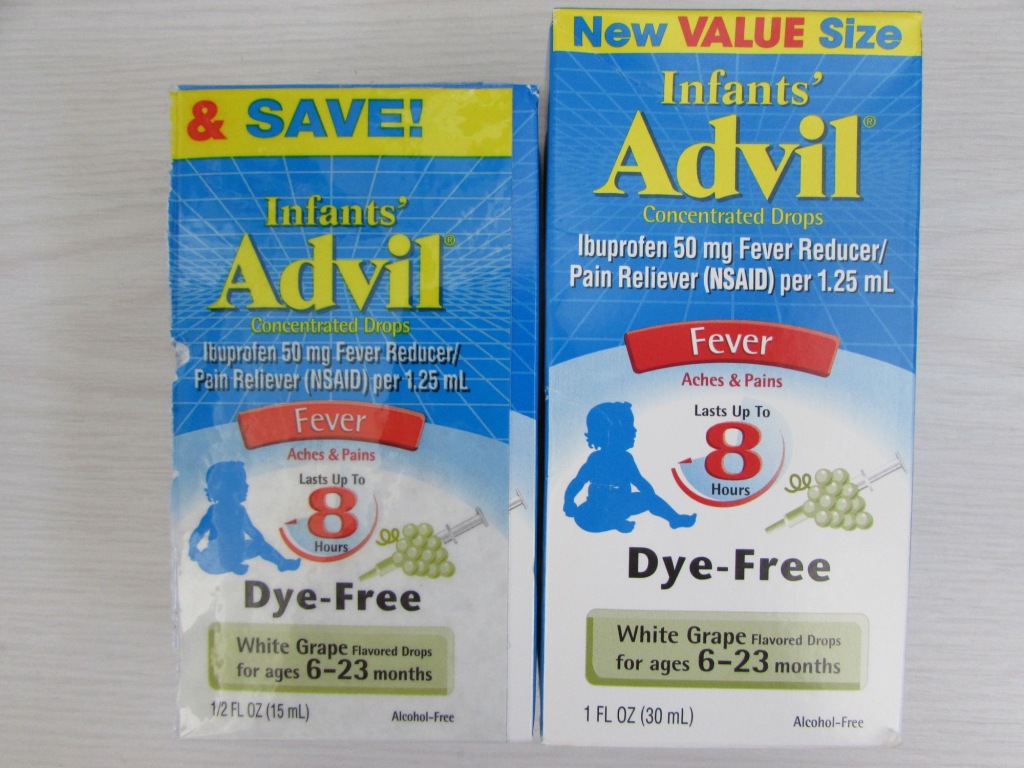 & SAVE!
Infants'
Advil®
Concentrated Drops
Ibuprofen 50 mg Fever Reducer/
Pain Reliever (NSAID) per 1.25 mL
Fever
Aches & Pains
Lasts Up To
8
Hours
Dye-Free
White Grape Flavored Drops
for ages 6-23 months
1/2 FL OZ (15 mL)
Alcohol-Free
New VALUE Size
Infants'
Advil®
Concentrated Drops
Ibuprofen 50 mg Fever Reducer/
Pain Reliever (NSAID) per 1.25 mL
Fever
Aches & Pains
Lasts Up To
8
Hours
Dye-Free
White Grape Flavored Drops
for ages 6-23 months
1 FL OZ (30 mL)
Alcohol-Free